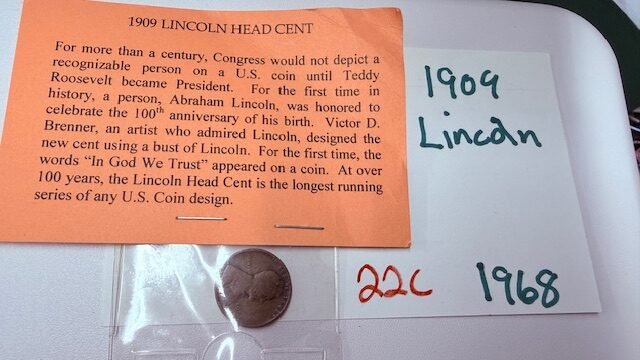 1909 LINCOLN HEAD CENT
For more than a century, Congress would not depict a
recognizable person on a U.S. coin until Teddy
Roosevelt became President. For the first time in
history, a person, Abraham Lincoln, was honored to
celebrate the 100th anniversary of his birth. Victor D.
Brenner, an artist who admired Lincoln, designed the
new cent using a bust of Lincoln. For the first time, the
words “In God We Trust” appeared on a coin. At over
100 years, the Lincoln Head Cent is the longest running
series of any U.S. Coin design.
1909
Lincoln
22c 1968